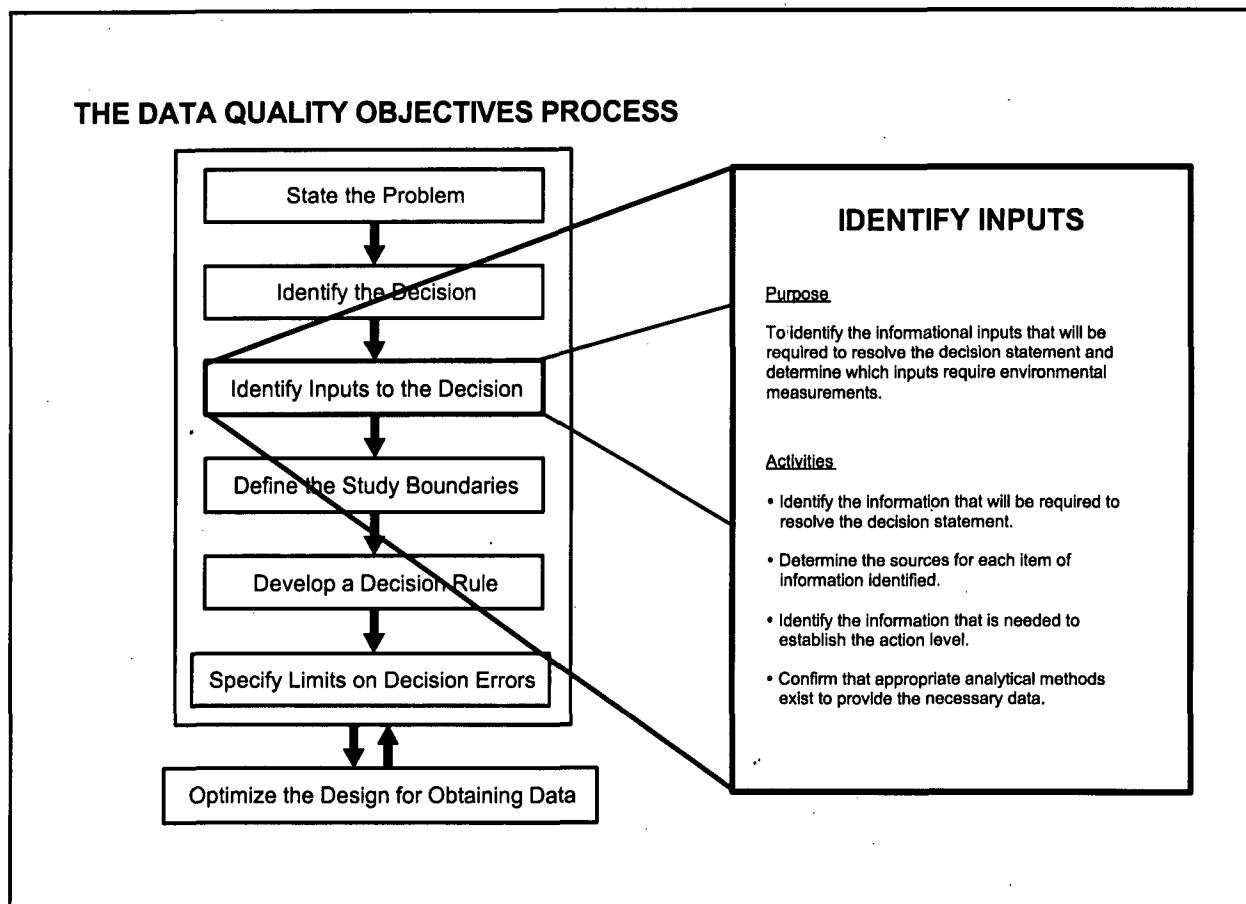 THE DATA QUALITY OBJECTIVES PROCESS
State the Problem
Identify the Decision
Identify Inputs to the Decision
Define the Study Boundaries
Develop a Decision Rule
Specify Limits on Decision Errors
Optimize the Design for Obtaining Data
IDENTIFY INPUTS
Purpose
To identify the informational inputs that will be
required to resolve the decision statement and
determine which inputs require environmental
measurements.
Activities
• Identify the information that will be required to
resolve the decision statement.
• Determine the sources for each item of
information identified.
• Identify the information that is needed to
establish the action level.
• Confirm that appropriate analytical methods
exist to provide the necessary data.